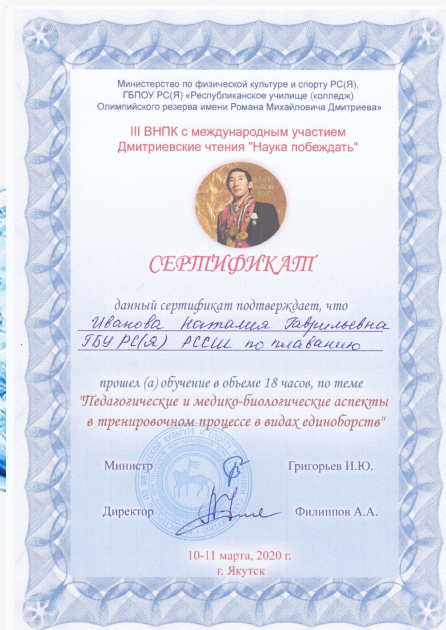 Министерство по физической культуре и спорту РС(Я),
ГБПОУ РС(Я) «Республиканское училище (колледж)
Олимпийского резерва имени Романа Михайловича Дмитриева»
III ВНПК с международным участием
Дмитриевские чтения "Наука побеждать"
СЕРТИФИКАТ
данный сертификат подтверждает, что
Иванова Наталия Гаврильевна
ГБУ РС(Я) РССШ по плаванию
прошел (а) обучение в объеме 18 часов, по теме
"Педагогические и медико-биологические аспекты
в тренировочном процессе в видах единоборств"
Министр Григорьев И.Ю.
Директор Филиппов А.А.
10-11 марта, 2020 г.
г. Якутск